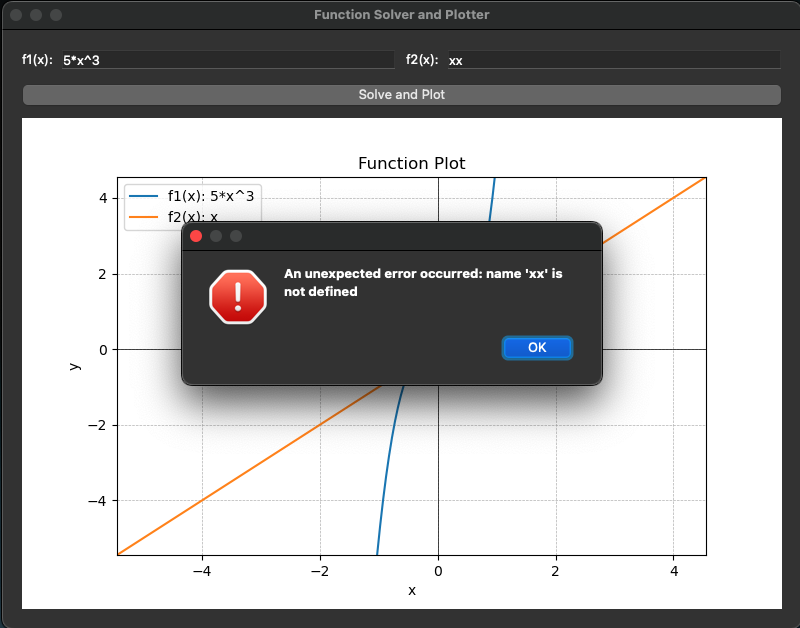 Function Solver and Plotter
f1(x): 5*x^3 f2(x): xx
Solve and Plot
Function Plot
f1(x): 5*x^3
f2(x): x
An unexpected error occurred: name 'xx' is
not defined
OK
4
2
0
−2
−4
y
−4 −2 0 2 4
x